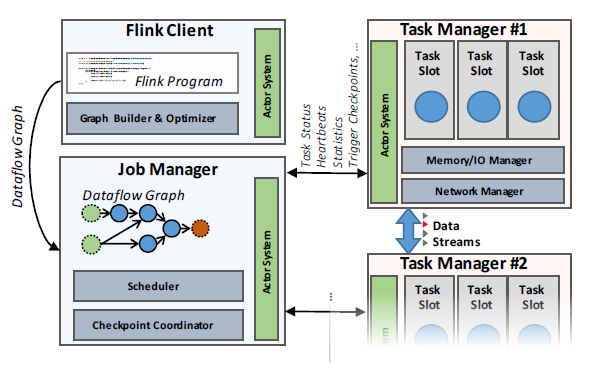 Flink Client
Flink Program
Graph Builder & Optimizer
Actor System
Dataflow Graph
Job Manager
Dataflow Graph
Scheduler
Checkpoint Coordinator
Actor System
Task Status
Heartbeats
Statistics
Trigger Checkpoints, ...
...
Task Manager #1
Actor System
Task
Slot
Task
Slot
Task
Slot
Memory/IO Manager
Network Manager
Data
Streams
Task Manager #2
Task
Slot
Task
Slot
Task
Slot